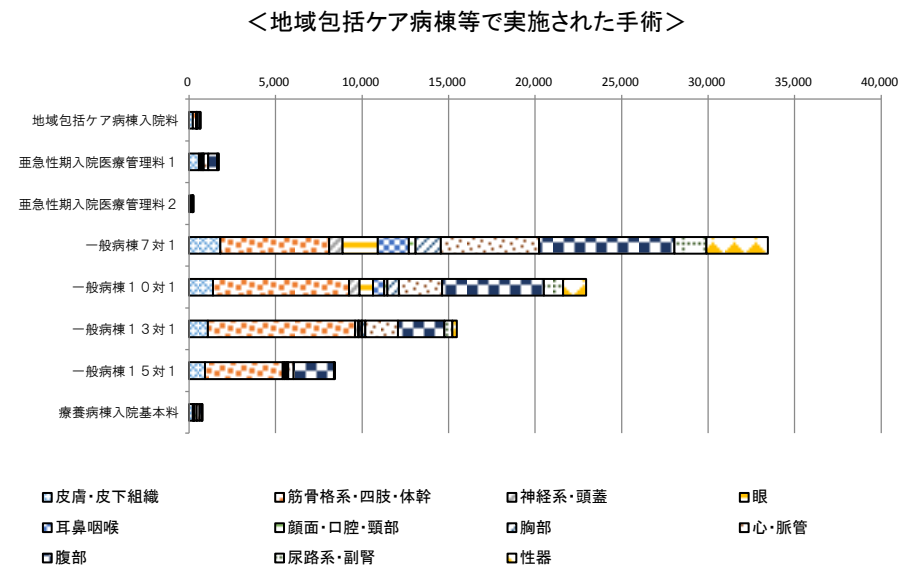 ＜地域包括ケア病棟等で実施された手術＞
0 5,000 10,000 15,000 20,000 25,000 30,000 35,000 40,000
地域包括ケア病棟入院料
亜急性期入院医療管理料１
亜急性期入院医療管理料２
一般病棟７対１
一般病棟１０対１
一般病棟１３対１
一般病棟１５対１
療養病棟入院基本料
皮膚・皮下組織 筋骨格系・四肢・体幹 神経系・頭蓋 眼
耳鼻咽喉 顔面・口腔・頸部 胸部 心・脈管
腹部 尿路系・副腎 性器